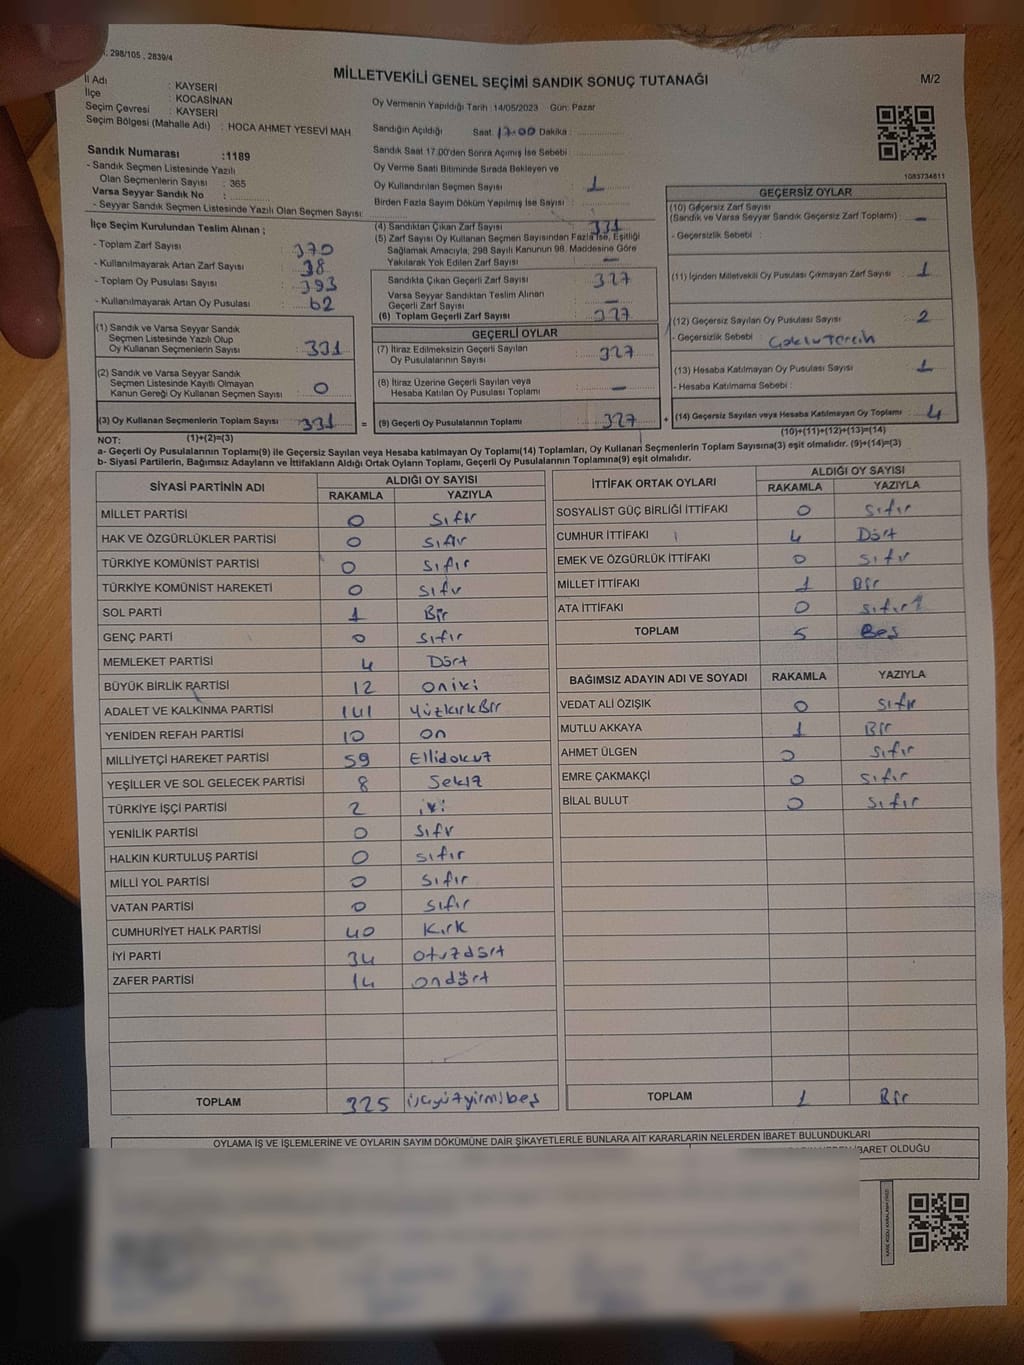 298/105 , 2839/4
MİLLETVEKİLİ GENEL SEÇİMİ SANDIK SONUÇ TUTANAĞI
M/2
İl Adı : KAYSERİ
İlçe : KOCASİNAN
Seçim Çevresi : KAYSERİ
Seçim Bölgesi (Mahalle Adı) : HOCA AHMET YESEVİ MAH
Sandık Numarası :1189
- Sandık Seçmen Listesinde Yazılı
Olan Seçmenlerin Sayısı : 365
Varsa Seyyar Sandık No :
- Seyyar Sandık Seçmen Listesinde Yazılı Olan Seçmen Sayısı:
Oy Vermenin Yapıldığı Tarih :14/05/2023 Gün: Pazar
Sandığın Açıldığı Saat: 17:00 Dakika :
Sandık Saat 17.00'den Sonra Açımış İse Sebebi :
Oy Verme Saati Bitiminde Sırada Bekleyen ve
Oy Kullandırılan Seçmen Sayısı : 1
Birden Fazla Sayım Döküm Yapılmış İse Sayısı :
1083734811
İlçe Seçim Kurulundan Teslim Alınan ;
- Toplam Zarf Sayısı : 370
- Kullanılmayarak Artan Zarf Sayısı : 38
- Toplam Oy Pusulası Sayısı : 393
- Kullanılmayarak Artan Oy Pusulası : 62
(1) Sandık ve Varsa Seyyar Sandık
Seçmen Listesinde Yazılı Olup
Oy Kullanan Seçmenlerin Sayısı : 331
(2) Sandık ve Varsa Seyyar Sandık
Seçmen Listesinde Kayıtlı Olmayan
Kanun Gereği Oy Kullanan Seçmen Sayısı : 0
(3) Oy Kullanan Seçmenlerin Toplam Sayısı : 331 =
(1)+(2)=(3)
(4) Sandıktan Çıkan Zarf Sayısı : 331
(5) Zarf Sayısı Oy Kullanan Seçmen Sayısından Fazla İse, Eşitliği
Sağlamak Amacıyla, 298 Sayılı Kanunun 98. Maddesine Göre
Yakılarak Yok Edilen Zarf Sayısı : —
Sandıkta Çıkan Geçerli Zarf Sayısı : 327
Varsa Seyyar Sandıktan Teslim Alınan
Geçerli Zarf Sayısı : —
(6) Toplam Geçerli Zarf Sayısı : 327
GEÇERLİ OYLAR
(7) İtiraz Edilmeksizin Geçerli Sayılan
Oy Pusulalarının Sayısı : 327
(8) İtiraz Üzerine Geçerli Sayılan veya
Hesaba Katılan Oy Pusulası Toplamı : —
(9) Geçerli Oy Pusulalarının Toplamı : 327 +
GEÇERSİZ OYLAR
(10) Geçersiz Zarf Sayısı
(Sandık ve Varsa Seyyar Sandık Geçersiz Zarf Toplamı) : —
- Geçersizlik Sebebi :
(11) İçinden Milletvekili Oy Pusulası Çıkmayan Zarf Sayısı : 1
(12) Geçersiz Sayılan Oy Pusulası Sayısı : 2
- Geçersizlik Sebebi : Çoklu Tercih
(13) Hesaba Katılmayan Oy Pusulası Sayısı : 1
- Hesaba Katılmama Sebebi :
(14) Geçersiz Sayılan veya Hesaba Katılmayan Oy Toplamı : 4
(10)+(11)+(12)+(13)=(14)
NOT:
a- Geçerli Oy Pusulalarının Toplamı(9) ile Geçersiz Sayılan veya Hesaba katılmayan Oy Toplamı(14) Toplamları, Oy Kullanan Seçmenlerin Toplam Sayısına(3) eşit olmalıdır. (9)+(14)=(3)
b- Siyasi Partilerin, Bağımsız Adayların ve İttifakların Aldığı Ortak Oyların Toplamı, Geçerli Oy Pusulalarının Toplamına(9) eşit olmalıdır.
SİYASİ PARTİNİN ADI ALDIĞI OY SAYISI
RAKAMLA YAZIYLA
MİLLET PARTİSİ 0 Sıfır
HAK VE ÖZGÜRLÜKLER PARTİSİ 0 Sıfır
TÜRKİYE KOMÜNİST PARTİSİ 0 Sıfır
TÜRKİYE KOMÜNİST HAREKETİ 0 Sıfır
SOL PARTİ 1 Bir
GENÇ PARTİ 0 Sıfır
MEMLEKET PARTİSİ 4 Dört
BÜYÜK BİRLİK PARTİSİ 12 oniki
ADALET VE KALKINMA PARTİSİ 141 YüzkırkBir
YENİDEN REFAH PARTİSİ 10 on
MİLLİYETÇİ HAREKET PARTİSİ 59 Ellidokuz
YEŞİLLER VE SOL GELECEK PARTİSİ 8 Sekiz
TÜRKİYE İŞÇİ PARTİSİ 2 iki
YENİLİK PARTİSİ 0 Sıfır
HALKIN KURTULUŞ PARTİSİ 0 Sıfır
MİLLİ YOL PARTİSİ 0 Sıfır
VATAN PARTİSİ 0 Sıfır
CUMHURİYET HALK PARTİSİ 40 Kırk
İYİ PARTİ 34 otuzdört
ZAFER PARTİSİ 14 ondört
TOPLAM 325 üçyüzyirmibeş
İTTİFAK ORTAK OYLARI ALDIĞI OY SAYISI
RAKAMLA YAZIYLA
SOSYALİST GÜÇ BİRLİĞİ İTTİFAKI 0 Sıfır
CUMHUR İTTİFAKI 4 Dört
EMEK VE ÖZGÜRLÜK İTTİFAKI 0 Sıfır
MİLLET İTTİFAKI 1 Bir
ATA İTTİFAKI 0 Sıfır
TOPLAM 5 Beş
BAĞIMSIZ ADAYIN ADI VE SOYADI RAKAMLA YAZIYLA
VEDAT ALİ ÖZIŞIK 0 Sıfır
MUTLU AKKAYA 1 Bir
AHMET ÜLGEN 0 Sıfır
EMRE ÇAKMAKÇİ 0 Sıfır
BİLAL BULUT 0 Sıfır
TOPLAM 1 Bir
OYLAMA İŞ VE İŞLEMLERİNE VE OYLARIN SAYIM DÖKÜMÜNE DAİR ŞİKAYETLERLE BUNLARA AİT KARARLARIN NELERDEN İBARET BULUNDUKLARI
İBARET OLDUĞU